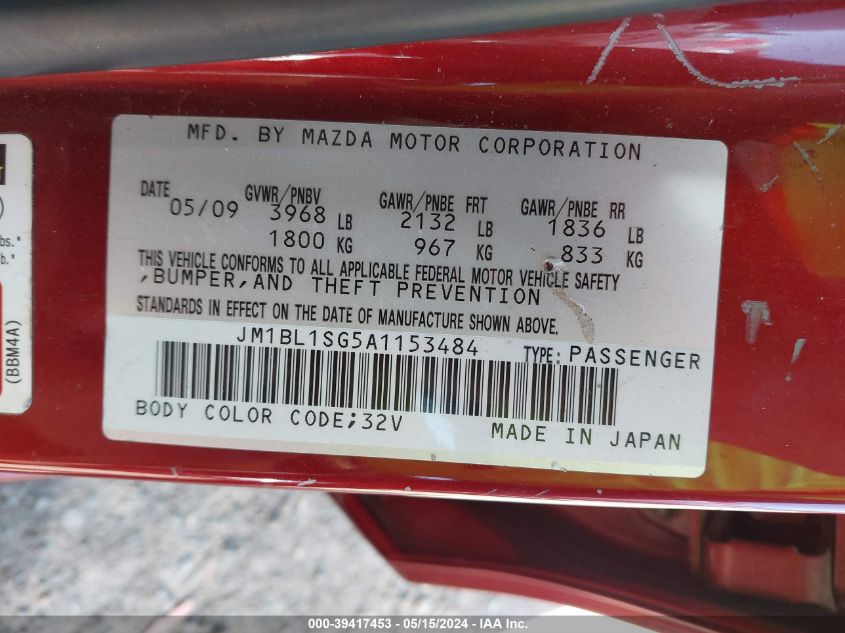 MFD. BY MAZDA MOTOR CORPORATION
DATE GVWR/PNBV GAWR/PNBE FRT GAWR/PNBE RR
05/09 3968 LB 2132 LB 1836 LB
1800 KG 967 KG 833 KG
THIS VEHICLE CONFORMS TO ALL APPLICABLE FEDERAL MOTOR VEHICLE SAFETY
,BUMPER,AND THEFT PREVENTION
STANDARDS IN EFFECT ON THE DATE OF MANUFACTURE SHOWN ABOVE.
JM1BL1SG5A1153484 TYPE: PASSENGER
BODY COLOR CODE;32V
MADE IN JAPAN
lbs.*
b.*
(BBM4A)
000-39417453 - 05/15/2024 - IAA Inc.